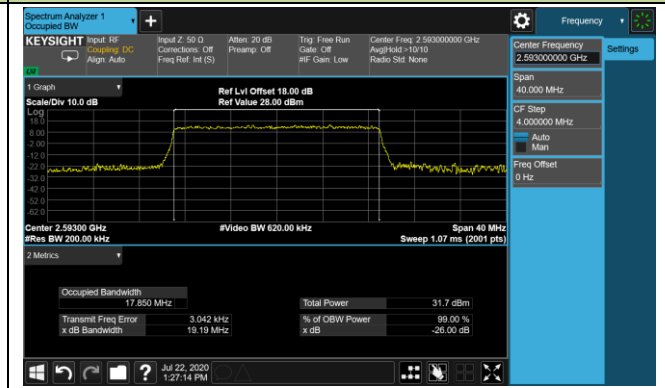 Spectrum Analyzer 1
Occupied BW
+
Frequency
KEYSIGHT
Input: RF
Coupling: DC
Align: Auto
Input Z: 50 Ω
Corrections: Off
Freq Ref: Int (S)
Atten: 20 dB
Preamp: Off
Trig: Free Run
Gate: Off
#IF Gain: Low
Center Freq: 2.593000000 GHz
Avg|Hold:>10/10
Radio Std: None
Center Frequency
2.593000000 GHz
Settings
Span
40.000 MHz
CF Step
4.000000 MHz
Auto
Man
Freq Offset
0 Hz
1 Graph
Scale/Div 10.0 dB
Ref Lvl Offset 18.00 dB
Ref Value 28.00 dBm
Log
18.0
8.00
-2.00
-12.0
-22.0
-32.0
-42.0
-52.0
-62.0
Center 2.59300 GHz
#Res BW 200.00 kHz
#Video BW 620.00 kHz
Span 40 MHz
Sweep 1.07 ms (2001 pts)
2 Metrics
Occupied Bandwidth
17.850 MHz
Transmit Freq Error 3.042 kHz
x dB Bandwidth 19.19 MHz
Total Power 31.7 dBm
% of OBW Power 99.00 %
x dB -26.00 dB
?
Jul 22, 2020
1:27:14 PM